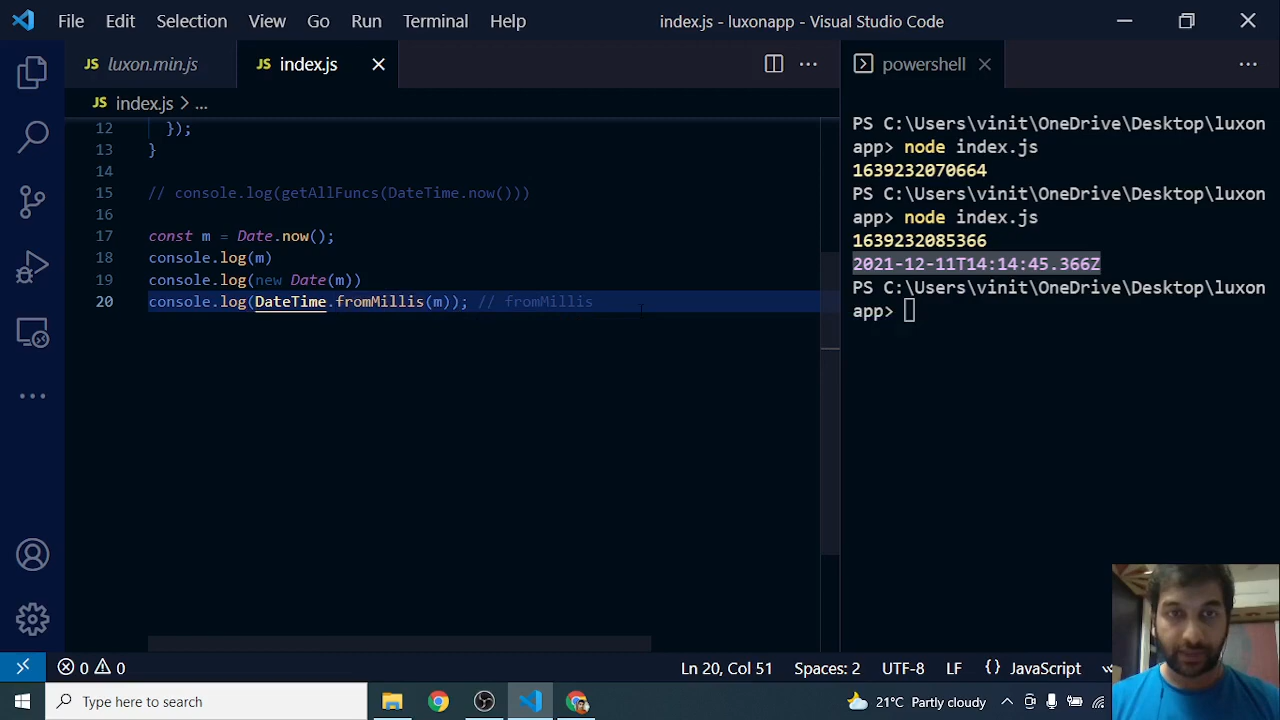 File Edit Selection View Go Run Terminal Help index.js - luxonapp - Visual Studio Code
JS luxon.min.js JS index.js
powershell
JS index.js > ...
12 });
13 }
14
15 // console.log(getAllFuncs(DateTime.now()))
16
17 const m = Date.now();
18 console.log(m)
19 console.log(new Date(m))
20 console.log(DateTime.fromMillis(m)); // fromMillis
PS C:\Users\vinit\OneDrive\Desktop\luxon
app> node index.js
1639232070664
PS C:\Users\vinit\OneDrive\Desktop\luxon
app> node index.js
1639232085366
2021-12-11T14:14:45.366Z
PS C:\Users\vinit\OneDrive\Desktop\luxon
app>
0 0 Ln 20, Col 51 Spaces: 2 UTF-8 LF {} JavaScript
Type here to search 21°C Partly cloudy